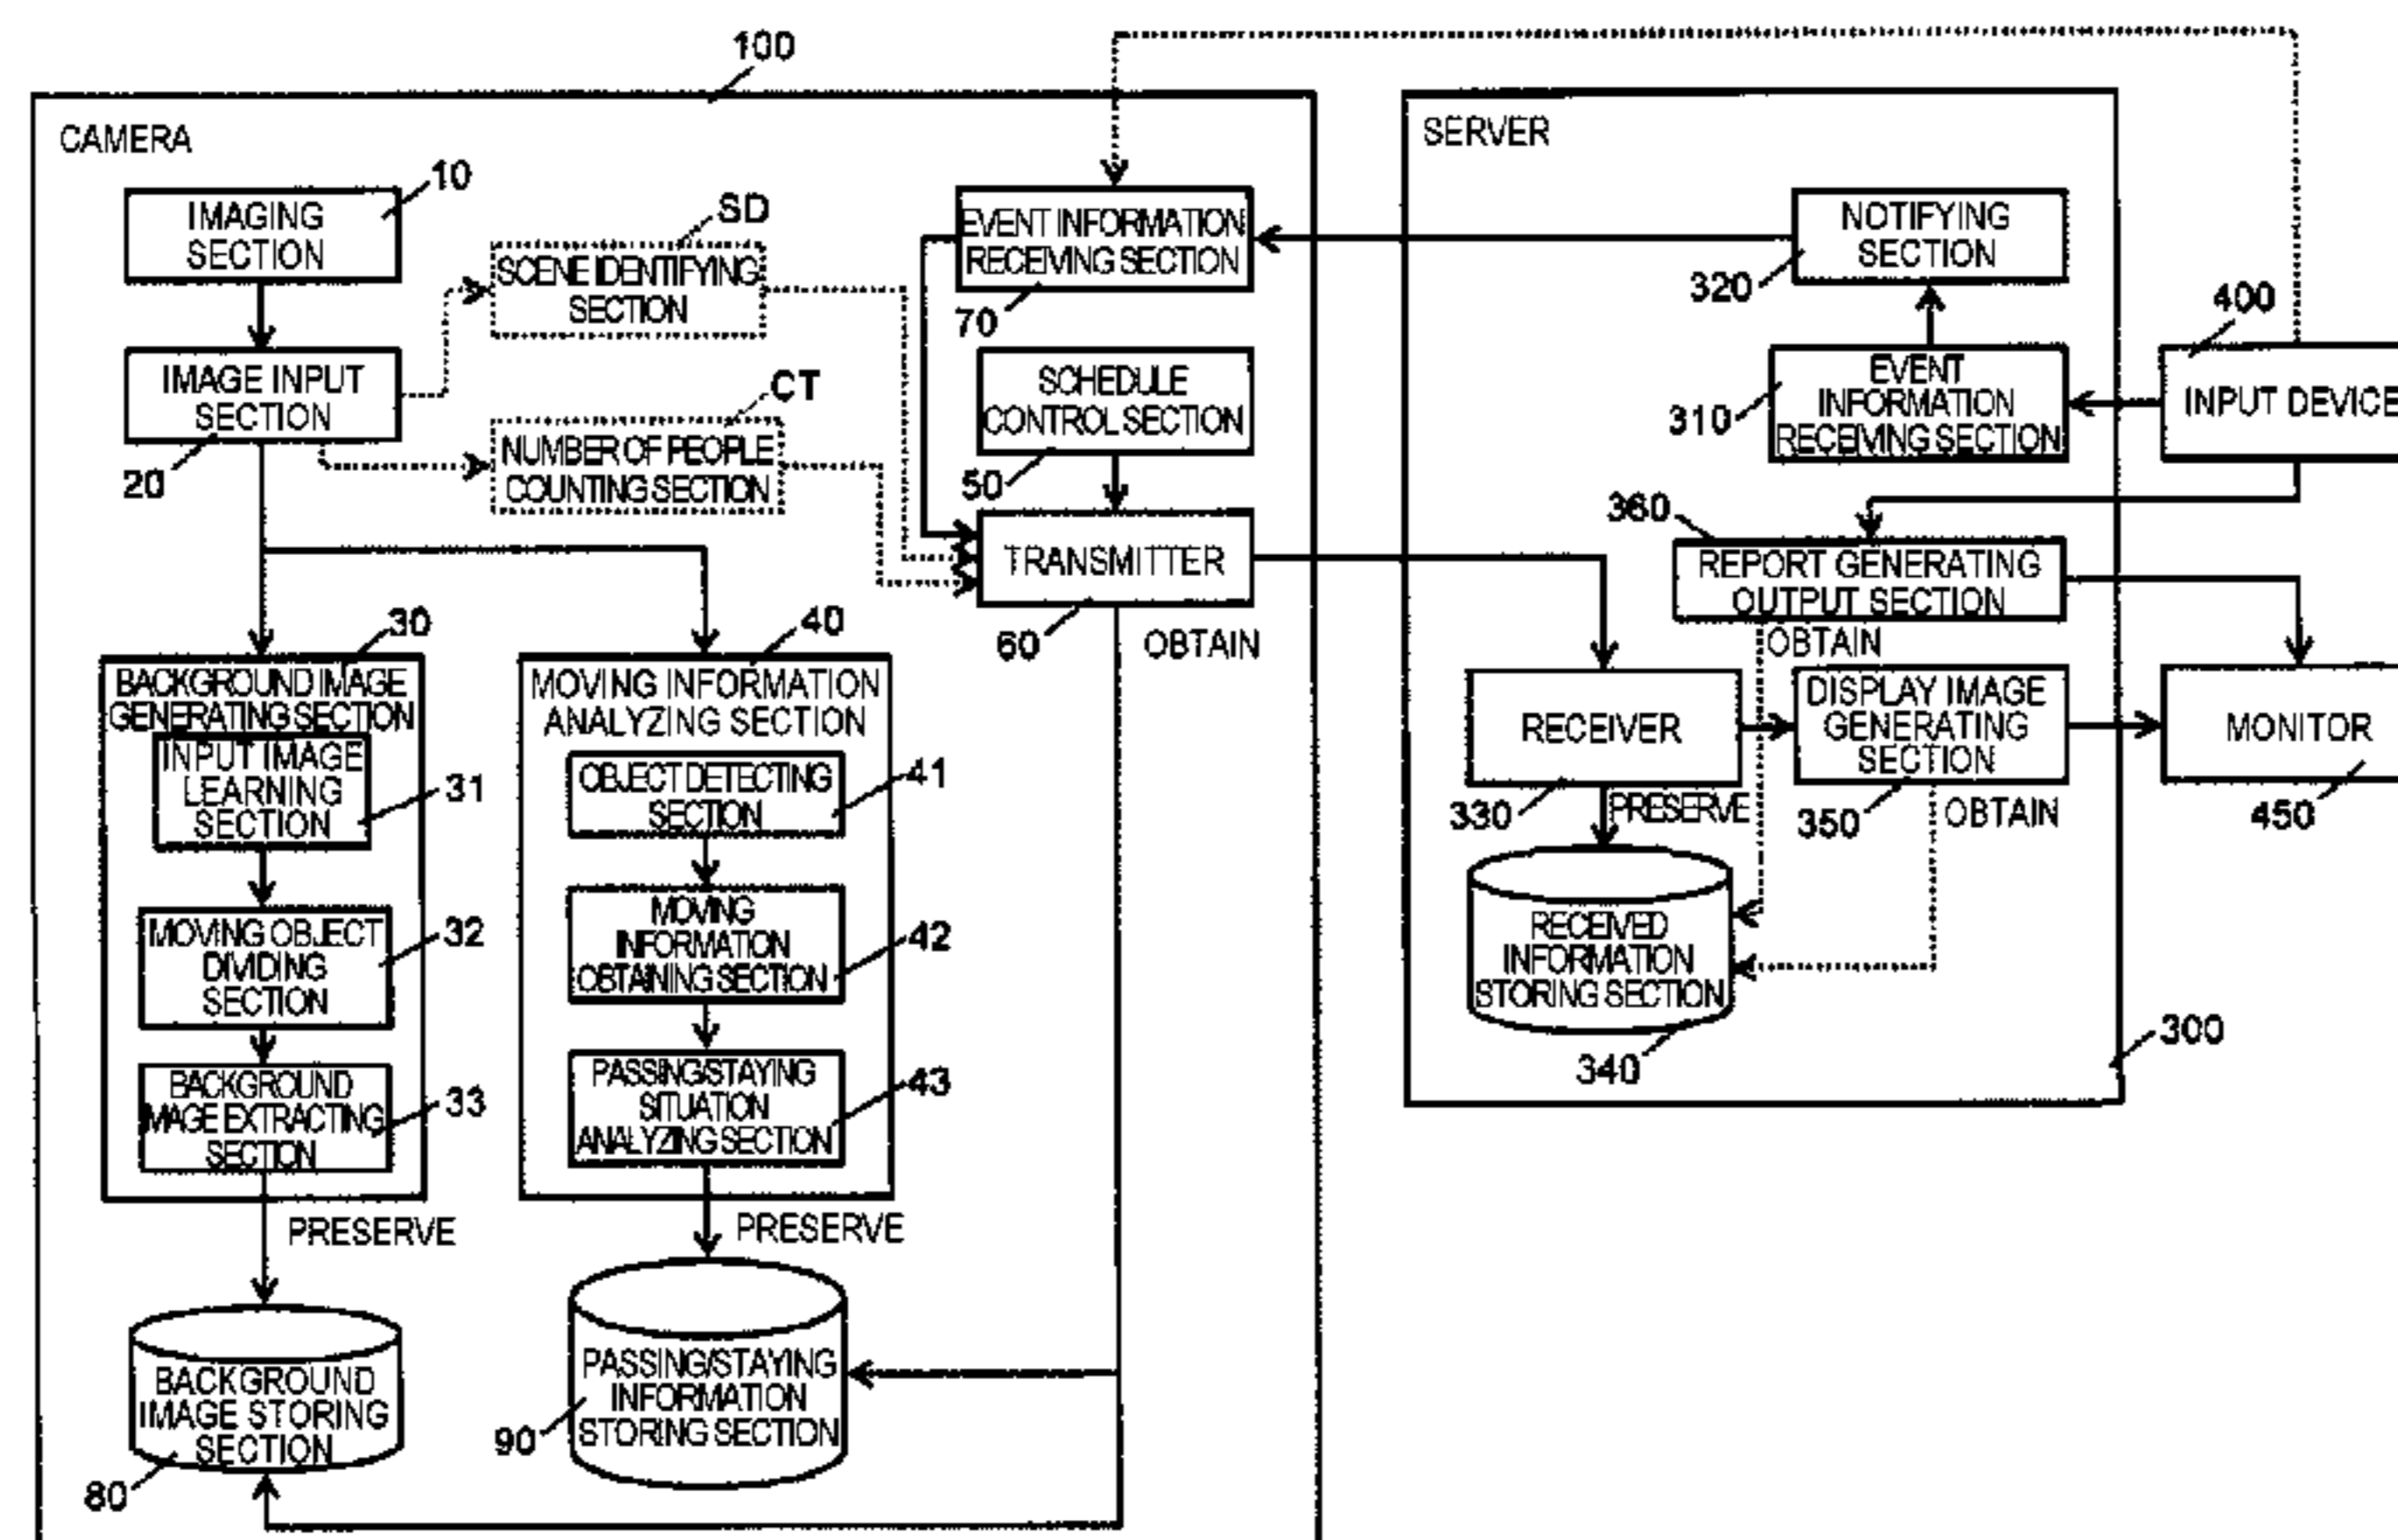 100
CAMERA
SERVER
10
IMAGING
SECTION
SD
SCENE IDENTIFYING
SECTION
EVENT INFORMATION
RECEIVING SECTION
70
NOTIFYING
SECTION
320
400
IMAGE INPUT
SECTION
20
CT
NUMBER OF PEOPLE
COUNTING SECTION
SCHEDULE
CONTROL SECTION
50
EVENT
INFORMATION
RECEIVING SECTION
310
INPUT DEVICE
TRANSMITTER
60
OBTAIN
360
REPORT GENERATING
OUTPUT SECTION
OBTAIN
30
BACKGROUND IMAGE
GENERATING SECTION
INPUT IMAGE
LEARNING
SECTION
31
MOVING OBJECT
DIVIDING
SECTION
32
BACKGROUND
IMAGE EXTRACTING
SECTION
33
PRESERVE
40
MOVING INFORMATION
ANALYZING SECTION
OBJECT DETECTING
SECTION
41
MOVING
INFORMATION
OBTAINING SECTION
42
PASSING/STAYING
SITUATION
ANALYZING SECTION
43
PRESERVE
RECEIVER
330
PRESERVE
DISPLAY IMAGE
GENERATING
SECTION
350
OBTAIN
MONITOR
450
RECEIVED
INFORMATION
STORING SECTION
340
300
BACKGROUND
IMAGE STORING
SECTION
80
PASSING/STAYING
INFORMATION
STORING SECTION
90